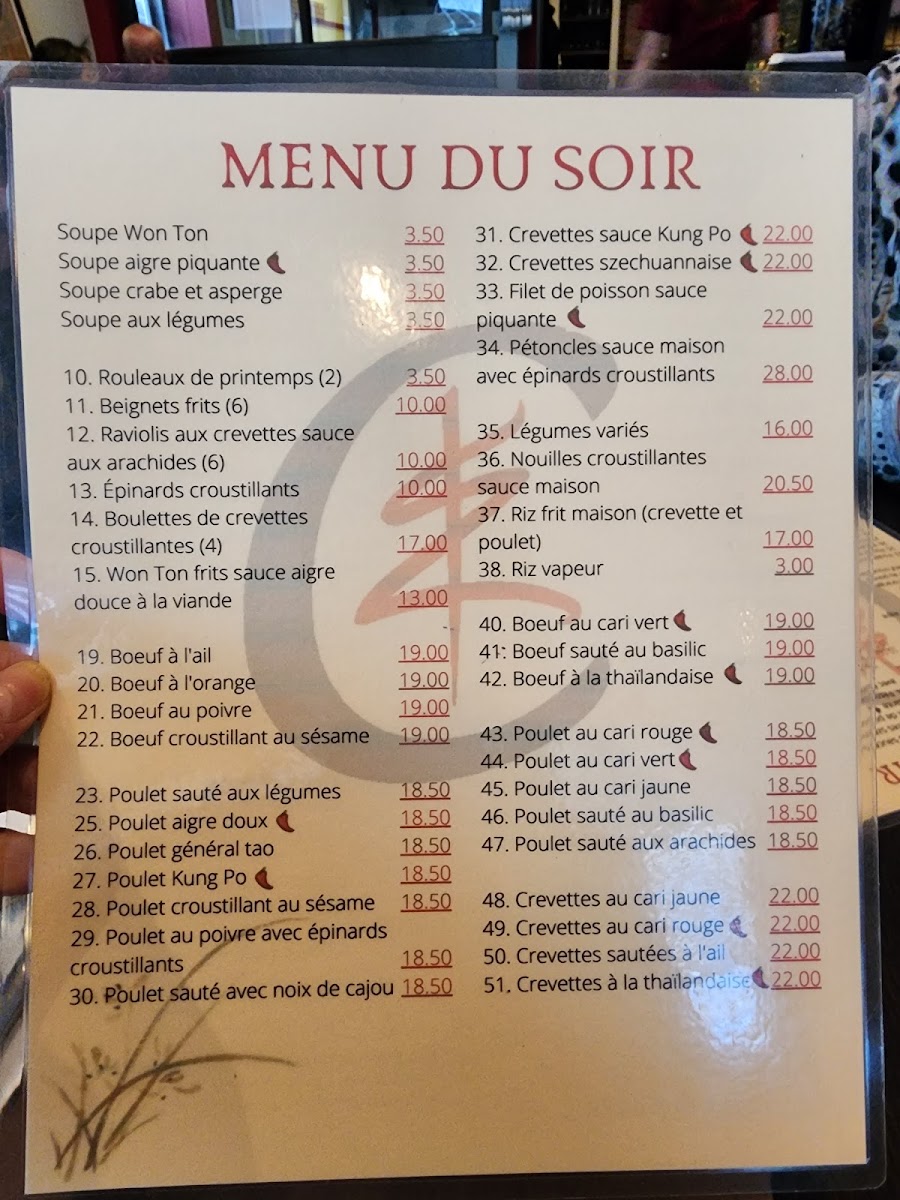 MENU DU SOIR
Soupe Won Ton 3.50
Soupe aigre piquante 3.50
Soupe crabe et asperge 3.50
Soupe aux légumes 3.50
10. Rouleaux de printemps (2) 3.50
11. Beignets frits (6) 10.00
12. Raviolis aux crevettes sauce
aux arachides (6) 10.00
13. Épinards croustillants 10.00
14. Boulettes de crevettes
croustillantes (4) 17.00
15. Won Ton frits sauce aigre
douce à la viande 13.00
19. Boeuf à l'ail 19.00
20. Boeuf à l'orange 19.00
21. Boeuf au poivre 19.00
22. Boeuf croustillant au sésame 19.00
23. Poulet sauté aux légumes 18.50
25. Poulet aigre doux 18.50
26. Poulet général tao 18.50
27. Poulet Kung Po 18.50
28. Poulet croustillant au sésame 18.50
29. Poulet au poivre avec épinards
croustillants 18.50
30. Poulet sauté avec noix de cajou 18.50
31. Crevettes sauce Kung Po 22.00
32. Crevettes szechuannaise 22.00
33. Filet de poisson sauce
piquante 22.00
34. Pétoncles sauce maison
avec épinards croustillants 28.00
35. Légumes variés 16.00
36. Nouilles croustillantes
sauce maison 20.50
37. Riz frit maison (crevette et
poulet) 17.00
38. Riz vapeur 3.00
40. Boeuf au cari vert 19.00
41: Boeuf sauté au basilic 19.00
42. Boeuf à la thaïlandaise 19.00
43. Poulet au cari rouge 18.50
44. Poulet au cari vert 18.50
45. Poulet au cari jaune 18.50
46. Poulet sauté au basilic 18.50
47. Poulet sauté aux arachides 18.50
48. Crevettes au cari jaune 22.00
49. Crevettes au cari rouge 22.00
50. Crevettes sautées à l'ail 22.00
51. Crevettes à la thaïlandaise 22.00